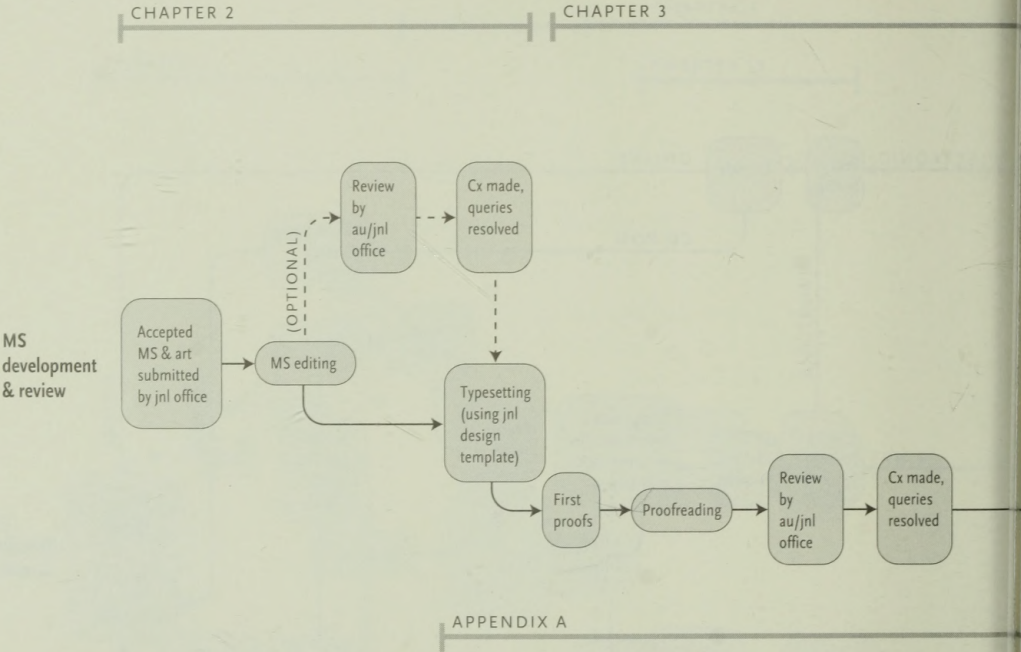 CHAPTER 2
CHAPTER 3
Review
by
au/jnl
office
Cx made,
queries
resolved
(OPTIONAL)
MS
development
& review
Accepted
MS & art
submitted
by jnl office
MS editing
Typesetting
(using jnl
design
template)
First
proofs
Proofreading
Review
by
au/jnl
office
Cx made,
queries
resolved
APPENDIX A